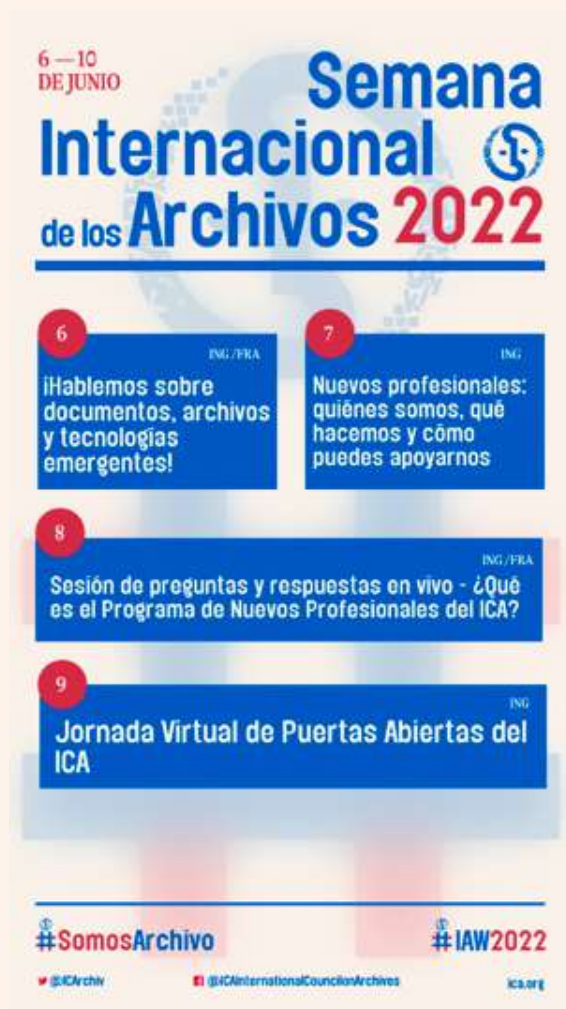 6 — 10
DE JUNIO
Semana
Internacional
de los Archivos 2022
6
ING/FRA
¡Hablemos sobre
documentos, archivos
y tecnologías
emergentes!
7
ING
Nuevos profesionales:
quiénes somos, qué
hacemos y cómo
puedes apoyarnos
8
ING/FRA
Sesión de preguntas y respuestas en vivo - ¿Qué
es el Programa de Nuevos Profesionales del ICA?
9
ING
Jornada Virtual de Puertas Abiertas del
ICA
#SomosArchivo
#IAW2022
@ICArchiv
@ICAInternationalCouncilonArchives
ica.org